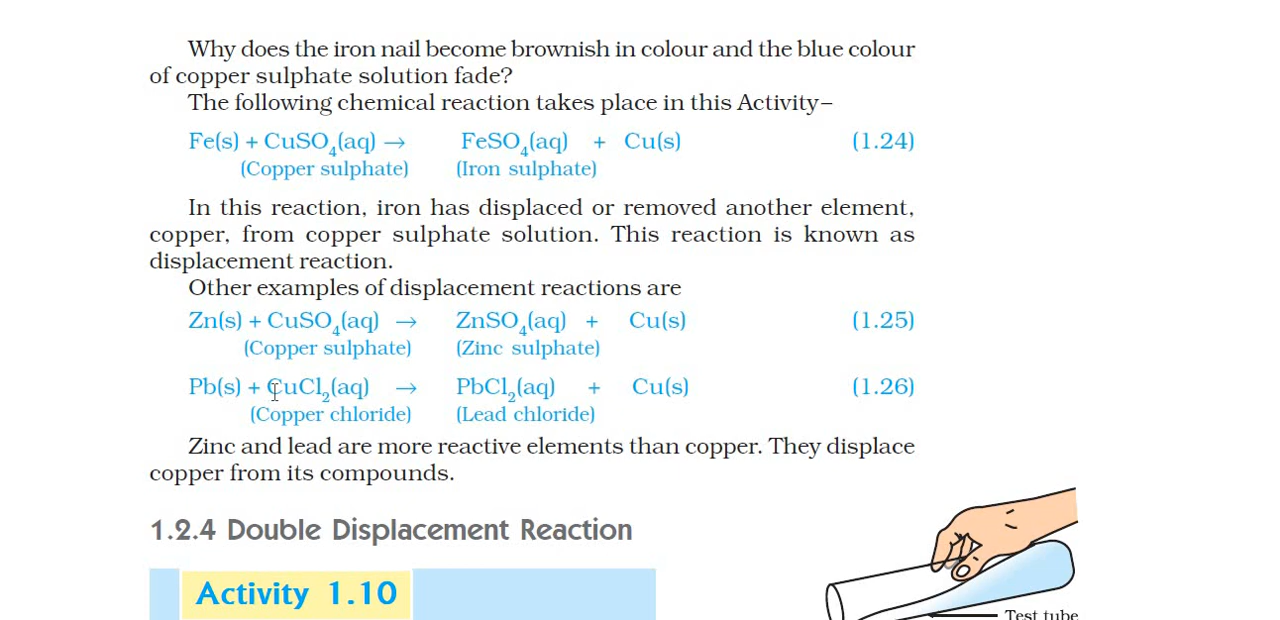 Why does the iron nail become brownish in colour and the blue colour
of copper sulphate solution fade?
The following chemical reaction takes place in this Activity–
Fe(s) + CuSO₄(aq) → FeSO₄(aq) + Cu(s) (1.24)
(Copper sulphate) (Iron sulphate)
In this reaction, iron has displaced or removed another element,
copper, from copper sulphate solution. This reaction is known as
displacement reaction.
Other examples of displacement reactions are
Zn(s) + CuSO₄(aq) → ZnSO₄(aq) + Cu(s) (1.25)
(Copper sulphate) (Zinc sulphate)
Pb(s) + CuCl₂(aq) → PbCl₂(aq) + Cu(s) (1.26)
(Copper chloride) (Lead chloride)
Zinc and lead are more reactive elements than copper. They displace
copper from its compounds.
1.2.4 Double Displacement Reaction
Activity 1.10
Test tube